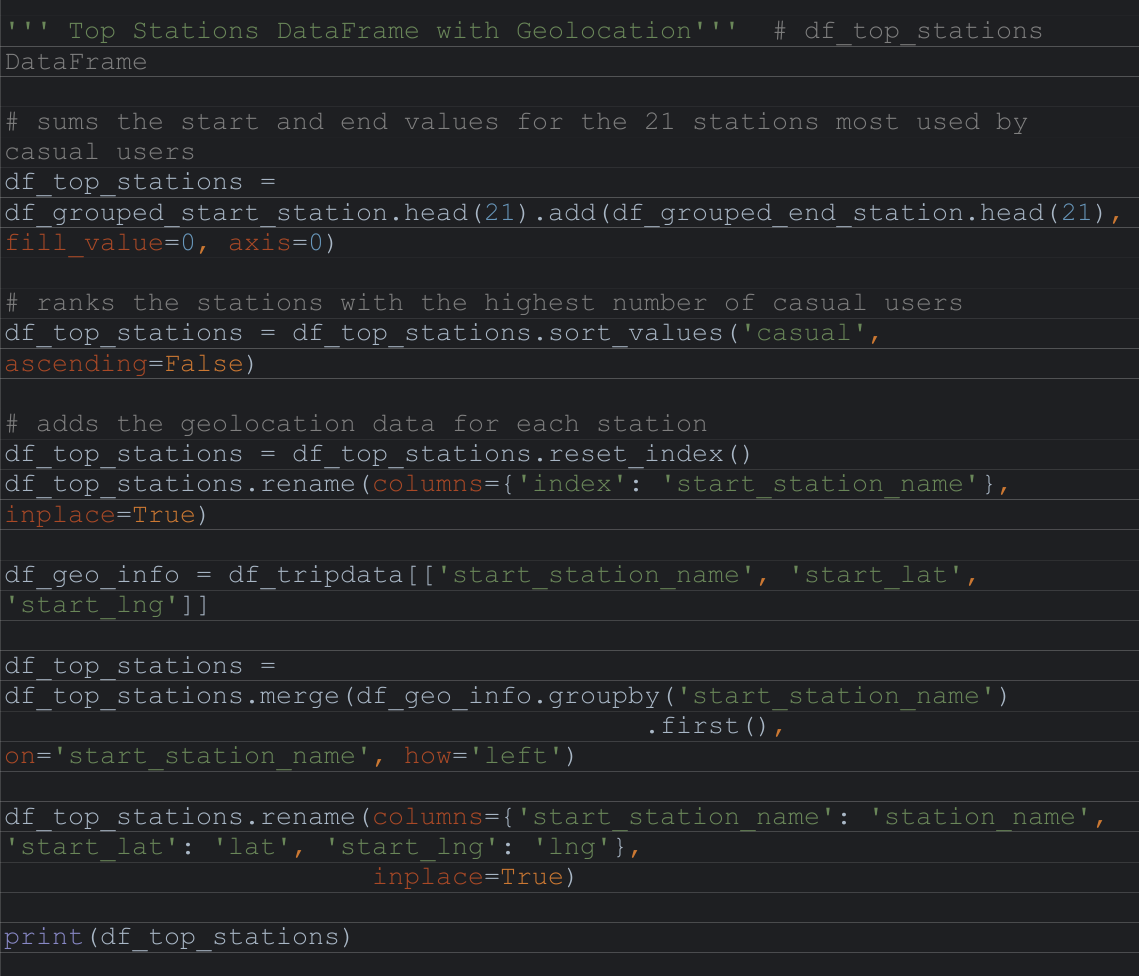 ''' Top Stations DataFrame with Geolocation'''  # df_top_stations
DataFrame
# sums the start and end values for the 21 stations most used by
casual users
df_top_stations =
df_grouped_start_station.head(21).add(df_grouped_end_station.head(21),
fill_value=0, axis=0)
# ranks the stations with the highest number of casual users
df_top_stations = df_top_stations.sort_values('casual',
ascending=False)
# adds the geolocation data for each station
df_top_stations = df_top_stations.reset_index()
df_top_stations.rename(columns={'index': 'start_station_name'},
inplace=True)
df_geo_info = df_tripdata[['start_station_name', 'start_lat',
'start_lng']]
df_top_stations =
df_top_stations.merge(df_geo_info.groupby('start_station_name')
.first(),
on='start_station_name', how='left')
df_top_stations.rename(columns={'start_station_name': 'station_name',
'start_lat': 'lat', 'start_lng': 'lng'},
inplace=True)
print(df_top_stations)